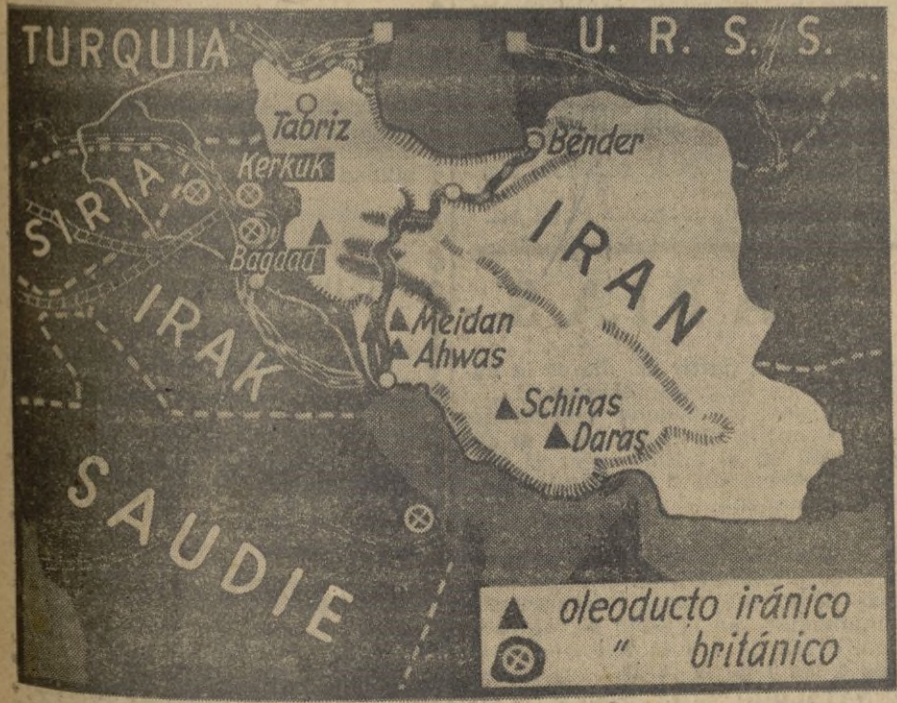 TURQUIA
U. R. S. S.
Tabriz
Bender
Kerkuk
SIRIA
IRAN
Bagdad
IRAK
Meidan
Ahwas
Schiras
Daras
SAUDIE
oleoducto iránico
" británico